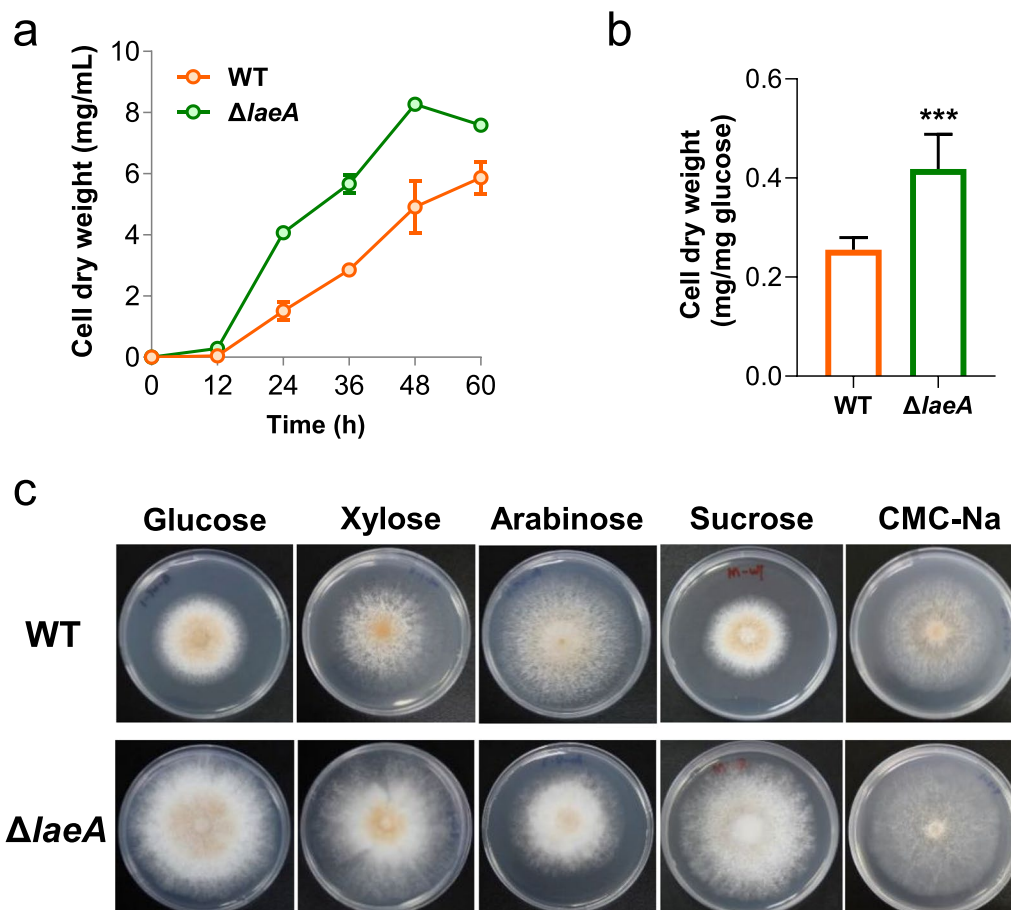 a
Cell dry weight (mg/mL)
10
8
6
4
2
0
0 12 24 36 48 60
Time (h)
WT
ΔlaeA
b
Cell dry weight
(mg/mg glucose)
0.6
0.4
0.2
0.0
***
WT ΔlaeA
c
Glucose Xylose Arabinose Sucrose CMC-Na
WT
ΔlaeA